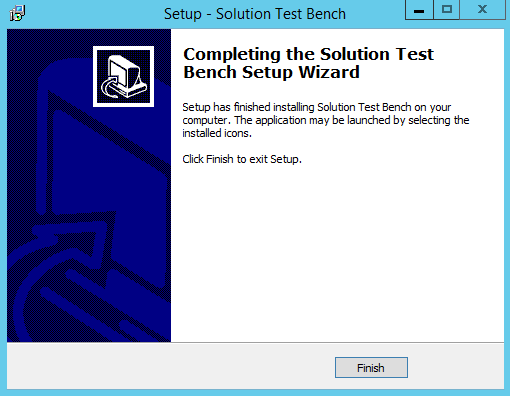 Setup - Solution Test Bench
Completing the Solution Test
Bench Setup Wizard
Setup has finished installing Solution Test Bench on your
computer. The application may be launched by selecting the
installed icons.
Click Finish to exit Setup.
Finish